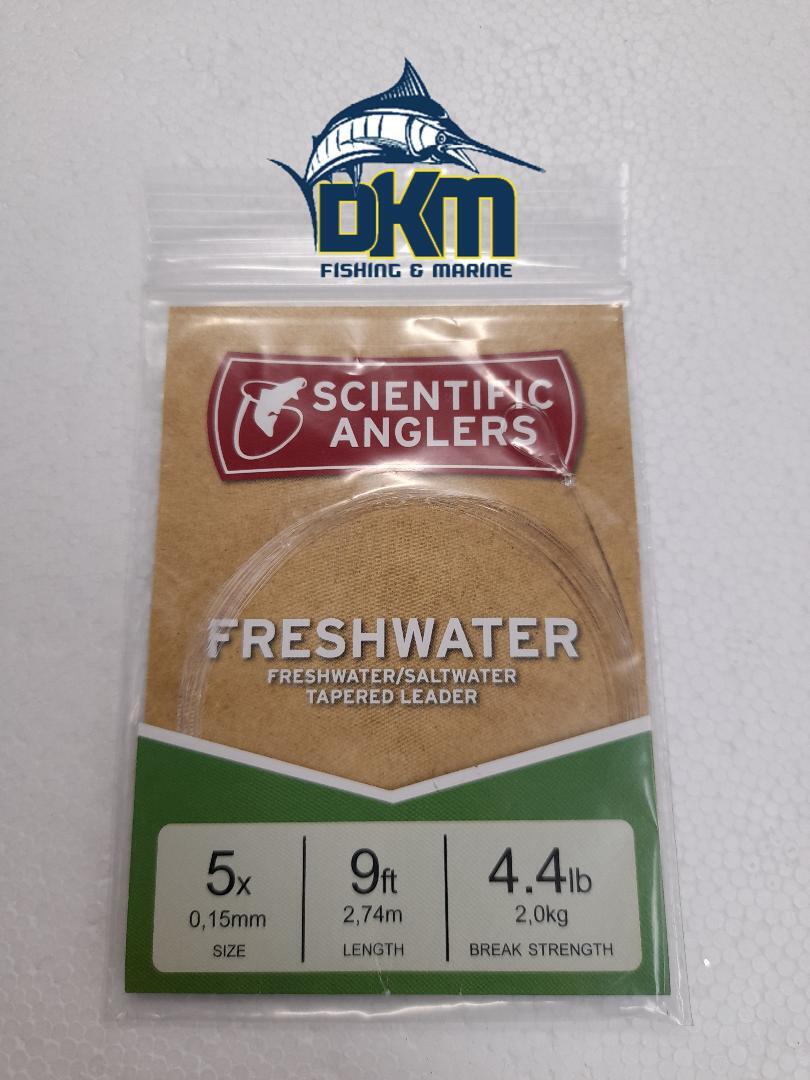 DKM
FISHING & MARINE
SCIENTIFIC
ANGLERS
FRESHWATER
FRESHWATER/SALTWATER
TAPERED LEADER
5x
0,15mm
SIZE
9ft
2,74m
LENGTH
4.4lb
2,0kg
BREAK STRENGTH